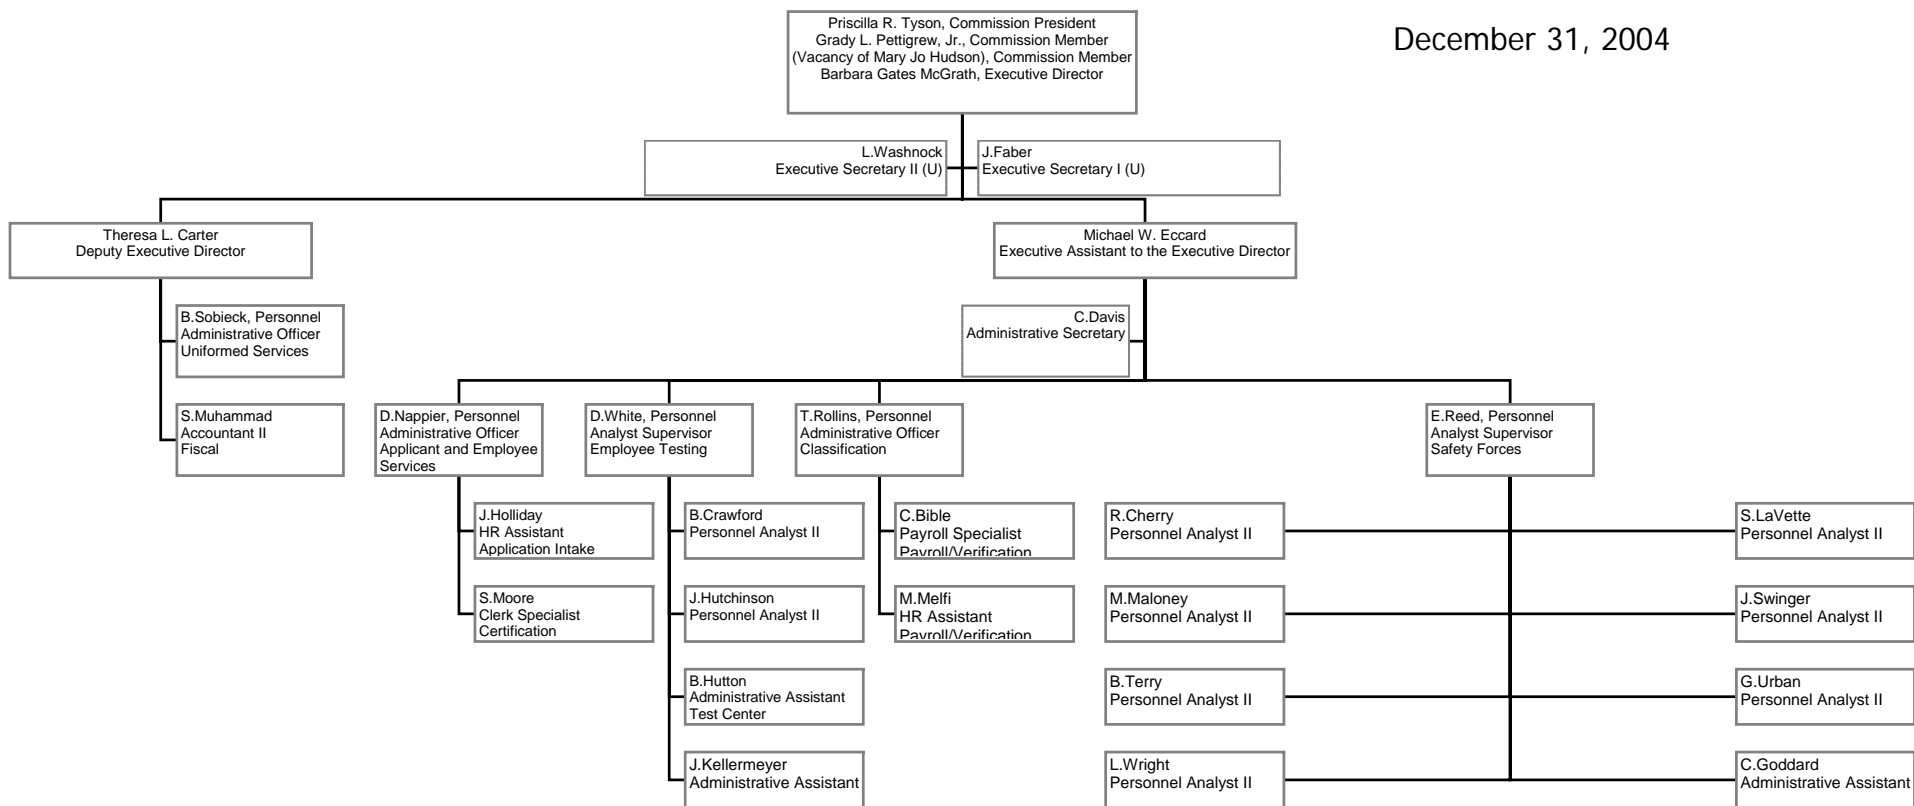 Priscilla R. Tyson, Commission President
Grady L. Pettigrew, Jr., Commission Member
(Vacancy of Mary Jo Hudson), Commission Member
Barbara Gates McGrath, Executive Director
December 31, 2004
L.Washnock
Executive Secretary II (U)
J.Faber
Executive Secretary I (U)
Theresa L. Carter
Deputy Executive Director
Michael W. Eccard
Executive Assistant to the Executive Director
B.Sobieck, Personnel
Administrative Officer
Uniformed Services
C.Davis
Administrative Secretary
S.Muhammad
Accountant II
Fiscal
D.Nappier, Personnel
Administrative Officer
Applicant and Employee
Services
D.White, Personnel
Analyst Supervisor
Employee Testing
T.Rollins, Personnel
Administrative Officer
Classification
E.Reed, Personnel
Analyst Supervisor
Safety Forces
J.Holliday
HR Assistant
Application Intake
B.Crawford
Personnel Analyst II
C.Bible
Payroll Specialist
Payroll/Verification
R.Cherry
Personnel Analyst II
S.LaVette
Personnel Analyst II
S.Moore
Clerk Specialist
Certification
J.Hutchinson
Personnel Analyst II
M.Melfi
HR Assistant
Payroll/Verification
M.Maloney
Personnel Analyst II
J.Swinger
Personnel Analyst II
B.Hutton
Administrative Assistant
Test Center
B.Terry
Personnel Analyst II
G.Urban
Personnel Analyst II
J.Kellermeyer
Administrative Assistant
L.Wright
Personnel Analyst II
C.Goddard
Administrative Assistant